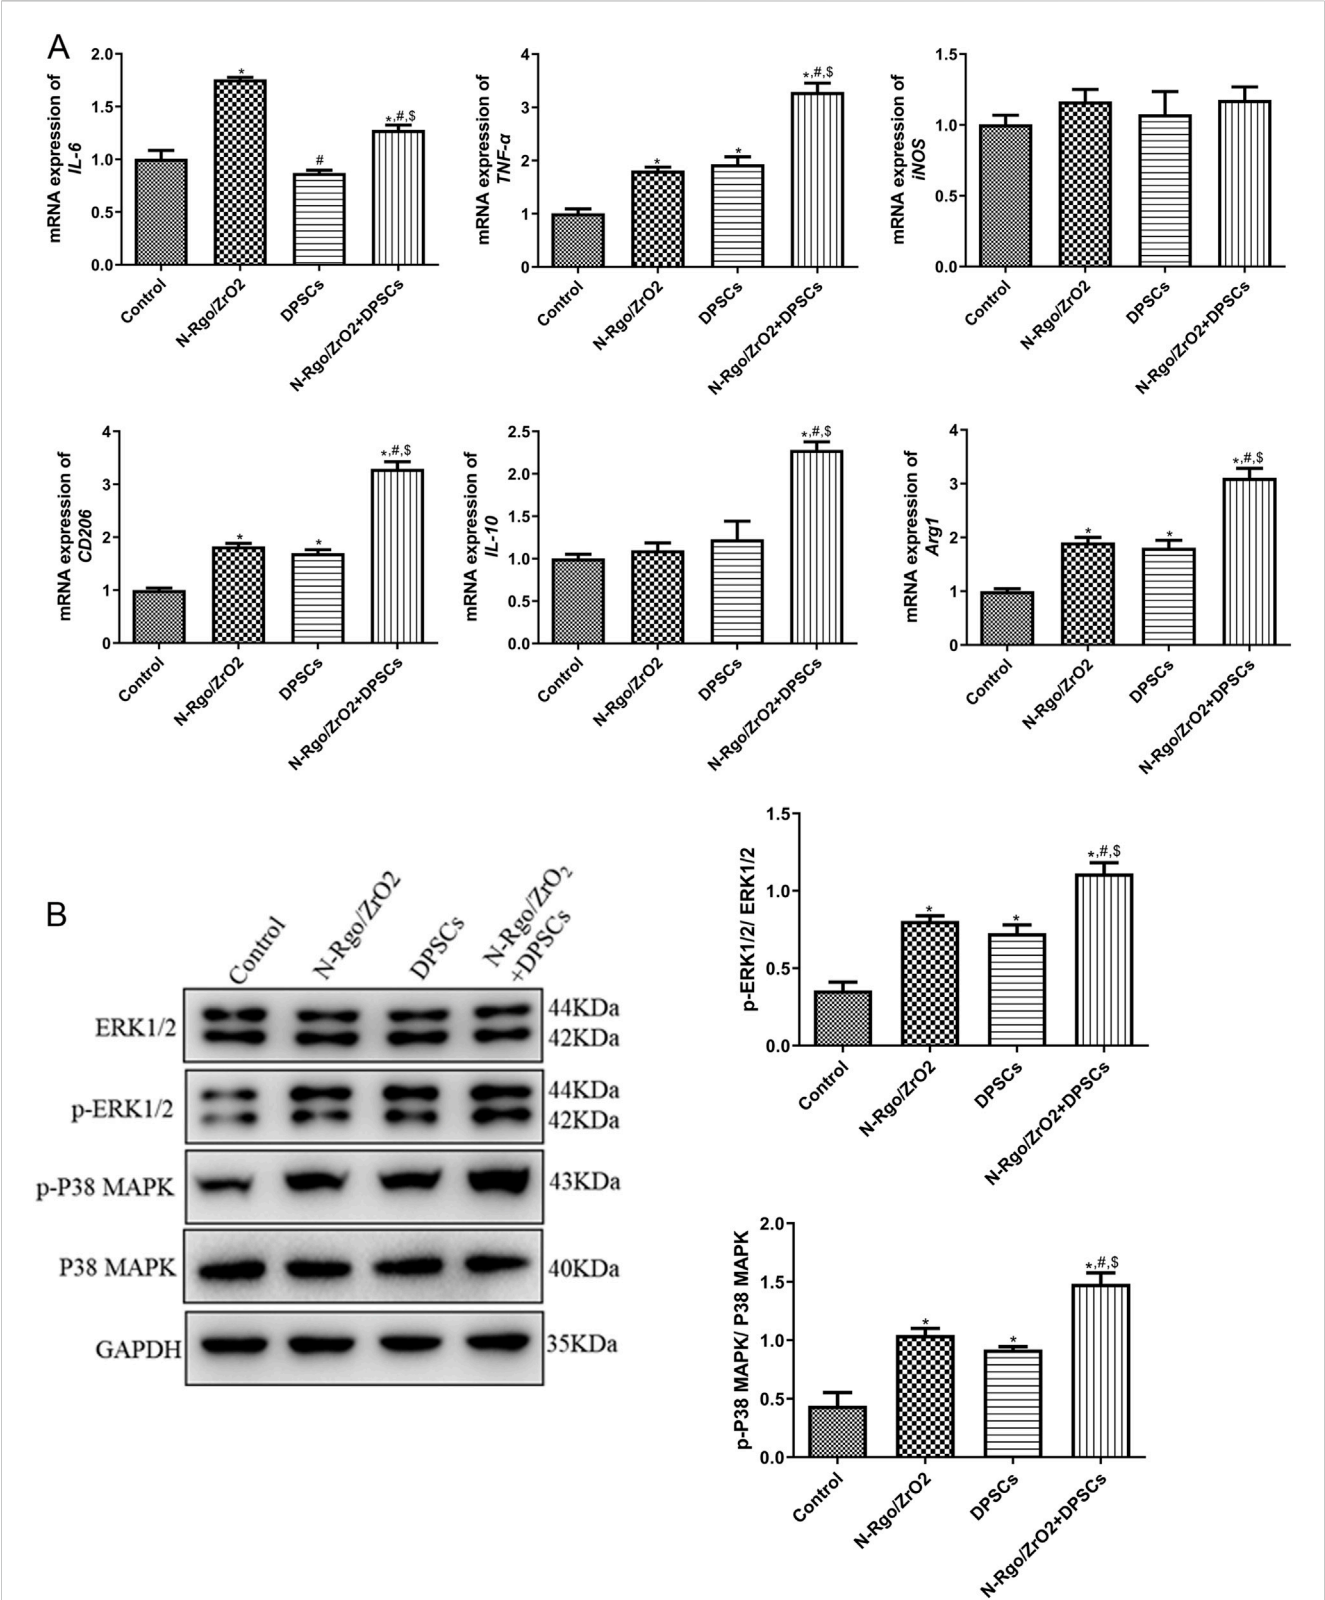 A
mRNA expression of
IL-6
2.0
1.5
1.0
0.5
0.0
*
#
*,#,$
Control
N-Rgo/ZrO2
DPSCs
N-Rgo/ZrO2+DPSCs
mRNA expression of
TNF-α
4
3
2
1
0
*
*
*,#,$
Control
N-Rgo/ZrO2
DPSCs
N-Rgo/ZrO2+DPSCs
mRNA expression of
iNOS
1.5
1.0
0.5
0.0
Control
N-Rgo/ZrO2
DPSCs
N-Rgo/ZrO2+DPSCs
mRNA expression of
CD206
4
3
2
1
0
*
*
*,#,$
Control
N-Rgo/ZrO2
DPSCs
N-Rgo/ZrO2+DPSCs
mRNA expression of
IL-10
2.5
2.0
1.5
1.0
0.5
0.0
*,#,$
Control
N-Rgo/ZrO2
DPSCs
N-Rgo/ZrO2+DPSCs
mRNA expression of
Arg1
4
3
2
1
0
*
*
*,#,$
Control
N-Rgo/ZrO2
DPSCs
N-Rgo/ZrO2+DPSCs
B
Control
N-Rgo/ZrO2
DPSCs
N-Rgo/ZrO₂
+DPSCs
ERK1/2
44KDa
42KDa
p-ERK1/2
44KDa
42KDa
p-P38 MAPK
43KDa
P38 MAPK
40KDa
GAPDH
35KDa
p-ERK1/2/ ERK1/2
1.5
1.0
0.5
0.0
*
*
*,#,$
Control
N-Rgo/ZrO2
DPSCs
N-Rgo/ZrO2+DPSCs
p-P38 MAPK/ P38 MAPK
2.0
1.5
1.0
0.5
0.0
*
*
*,#,$
Control
N-Rgo/ZrO2
DPSCs
N-Rgo/ZrO2+DPSCs